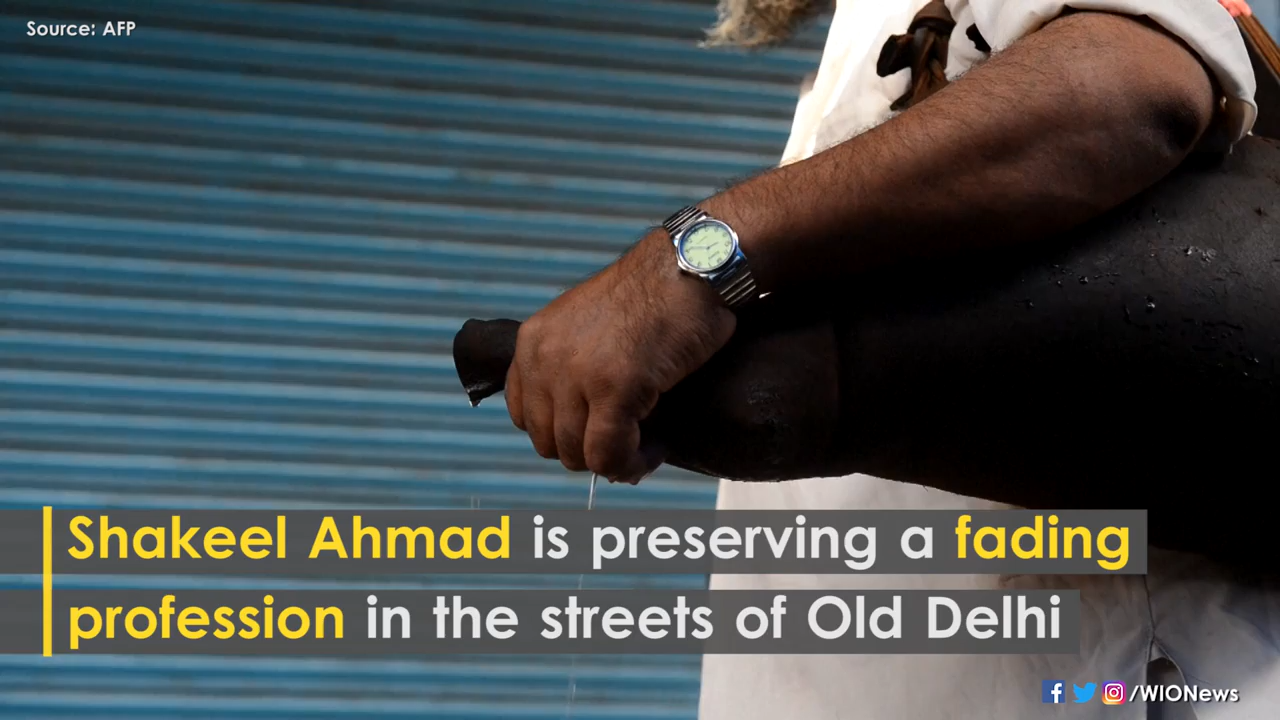 Source: AFP
Shakeel Ahmad is preserving a fading
profession in the streets of Old Delhi
/WIONews